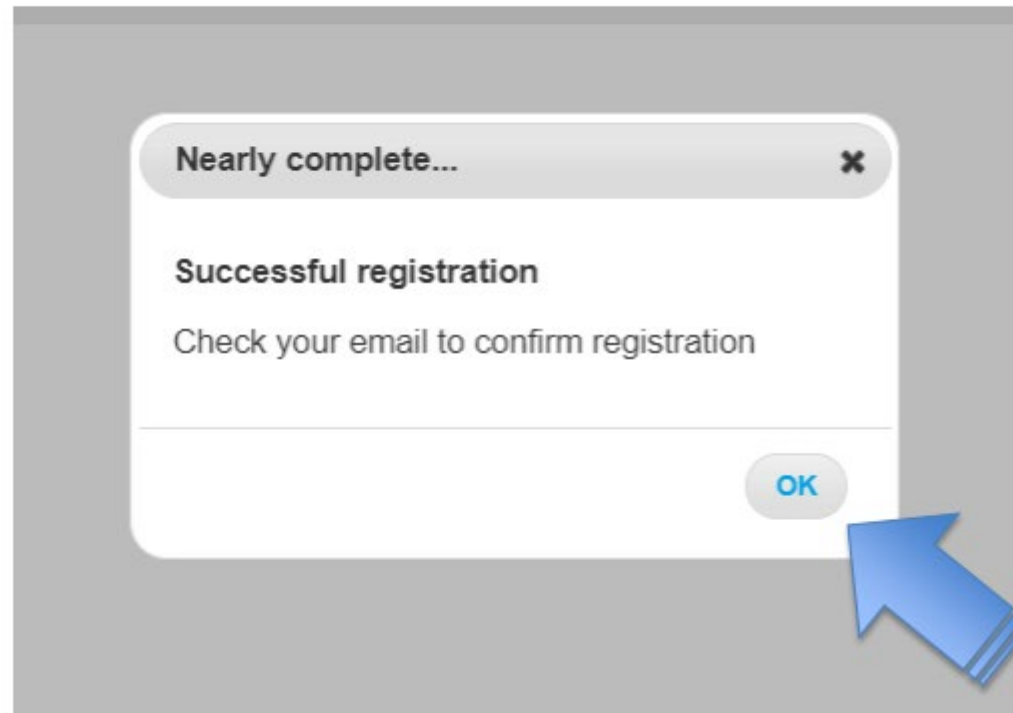 Nearly complete...
Successful registration
Check your email to confirm registration
OK